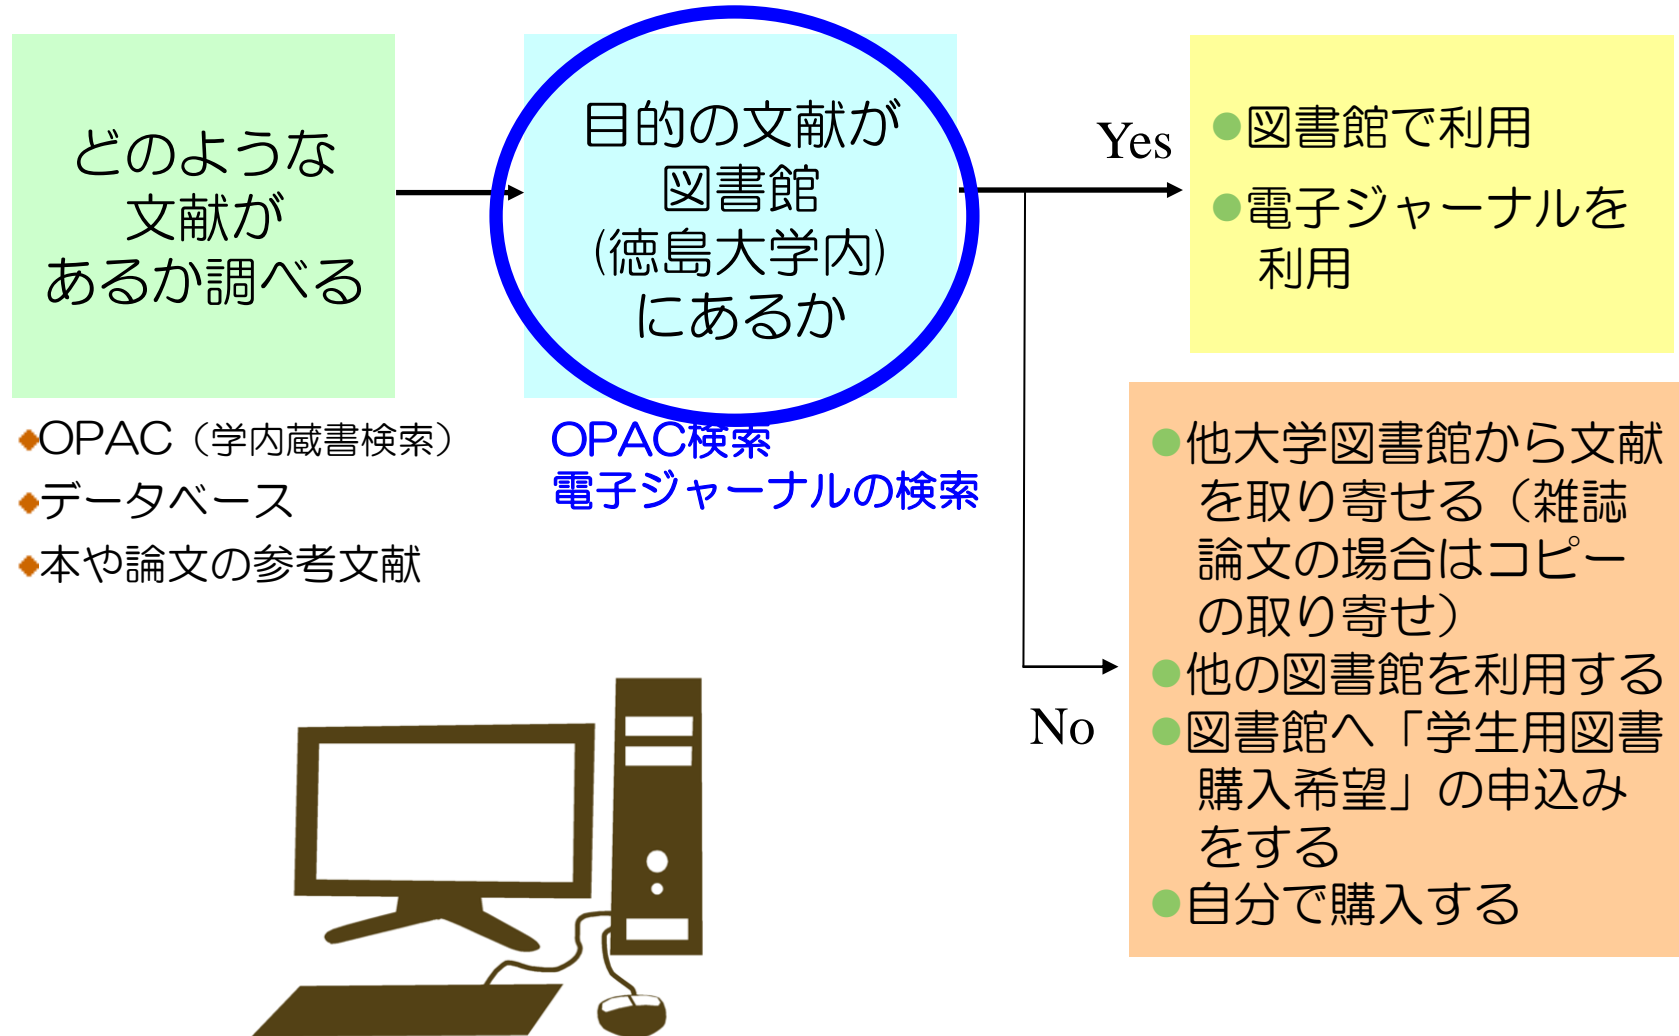 どのような
文献が
あるか調べる
◆OPAC（学内蔵書検索）
◆データベース
◆本や論文の参考文献
目的の文献が
図書館
(徳島大学内)
にあるか
OPAC検索
電子ジャーナルの検索
Yes
●図書館で利用
●電子ジャーナルを
利用
No
●他大学図書館から文献
を取り寄せる（雑誌
論文の場合はコピー
の取り寄せ）
●他の図書館を利用する
●図書館へ「学生用図書
購入希望」の申込み
をする
●自分で購入する